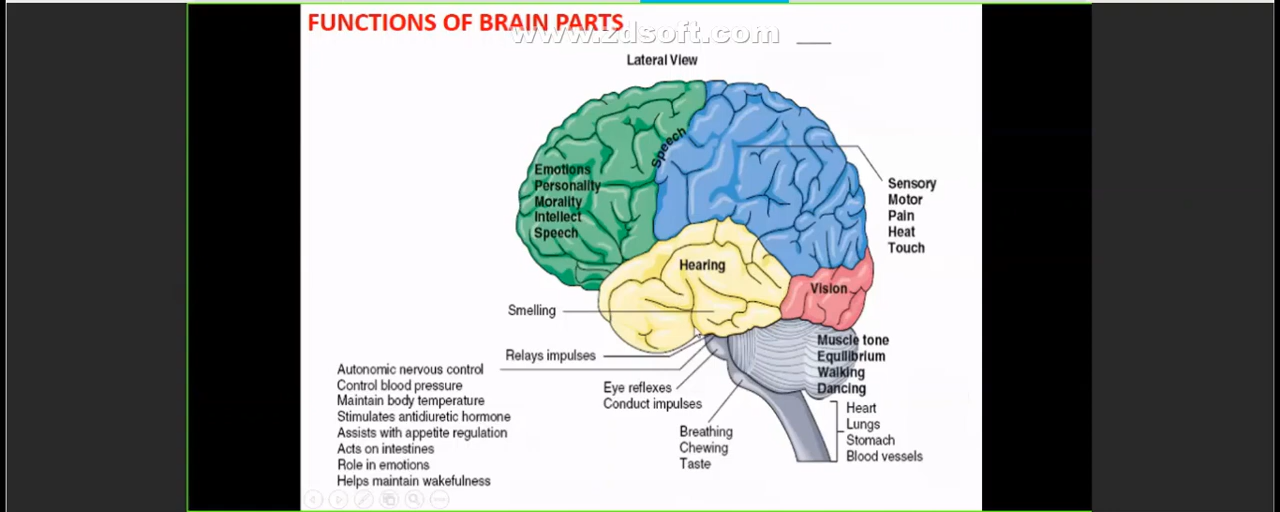 FUNCTIONS OF BRAIN PARTS
www.zdsoft.com
Lateral View
Speech
Emotions
Personality
Morality
Intellect
Speech
Sensory
Motor
Pain
Heat
Touch
Hearing
Vision
Smelling
Relays impulses
Muscle tone
Equilibrium
Walking
Dancing
Autonomic nervous control
Control blood pressure
Maintain body temperature
Stimulates antidiuretic hormone
Assists with appetite regulation
Acts on intestines
Role in emotions
Helps maintain wakefulness
Eye reflexes
Conduct impulses
Breathing
Chewing
Taste
Heart
Lungs
Stomach
Blood vessels